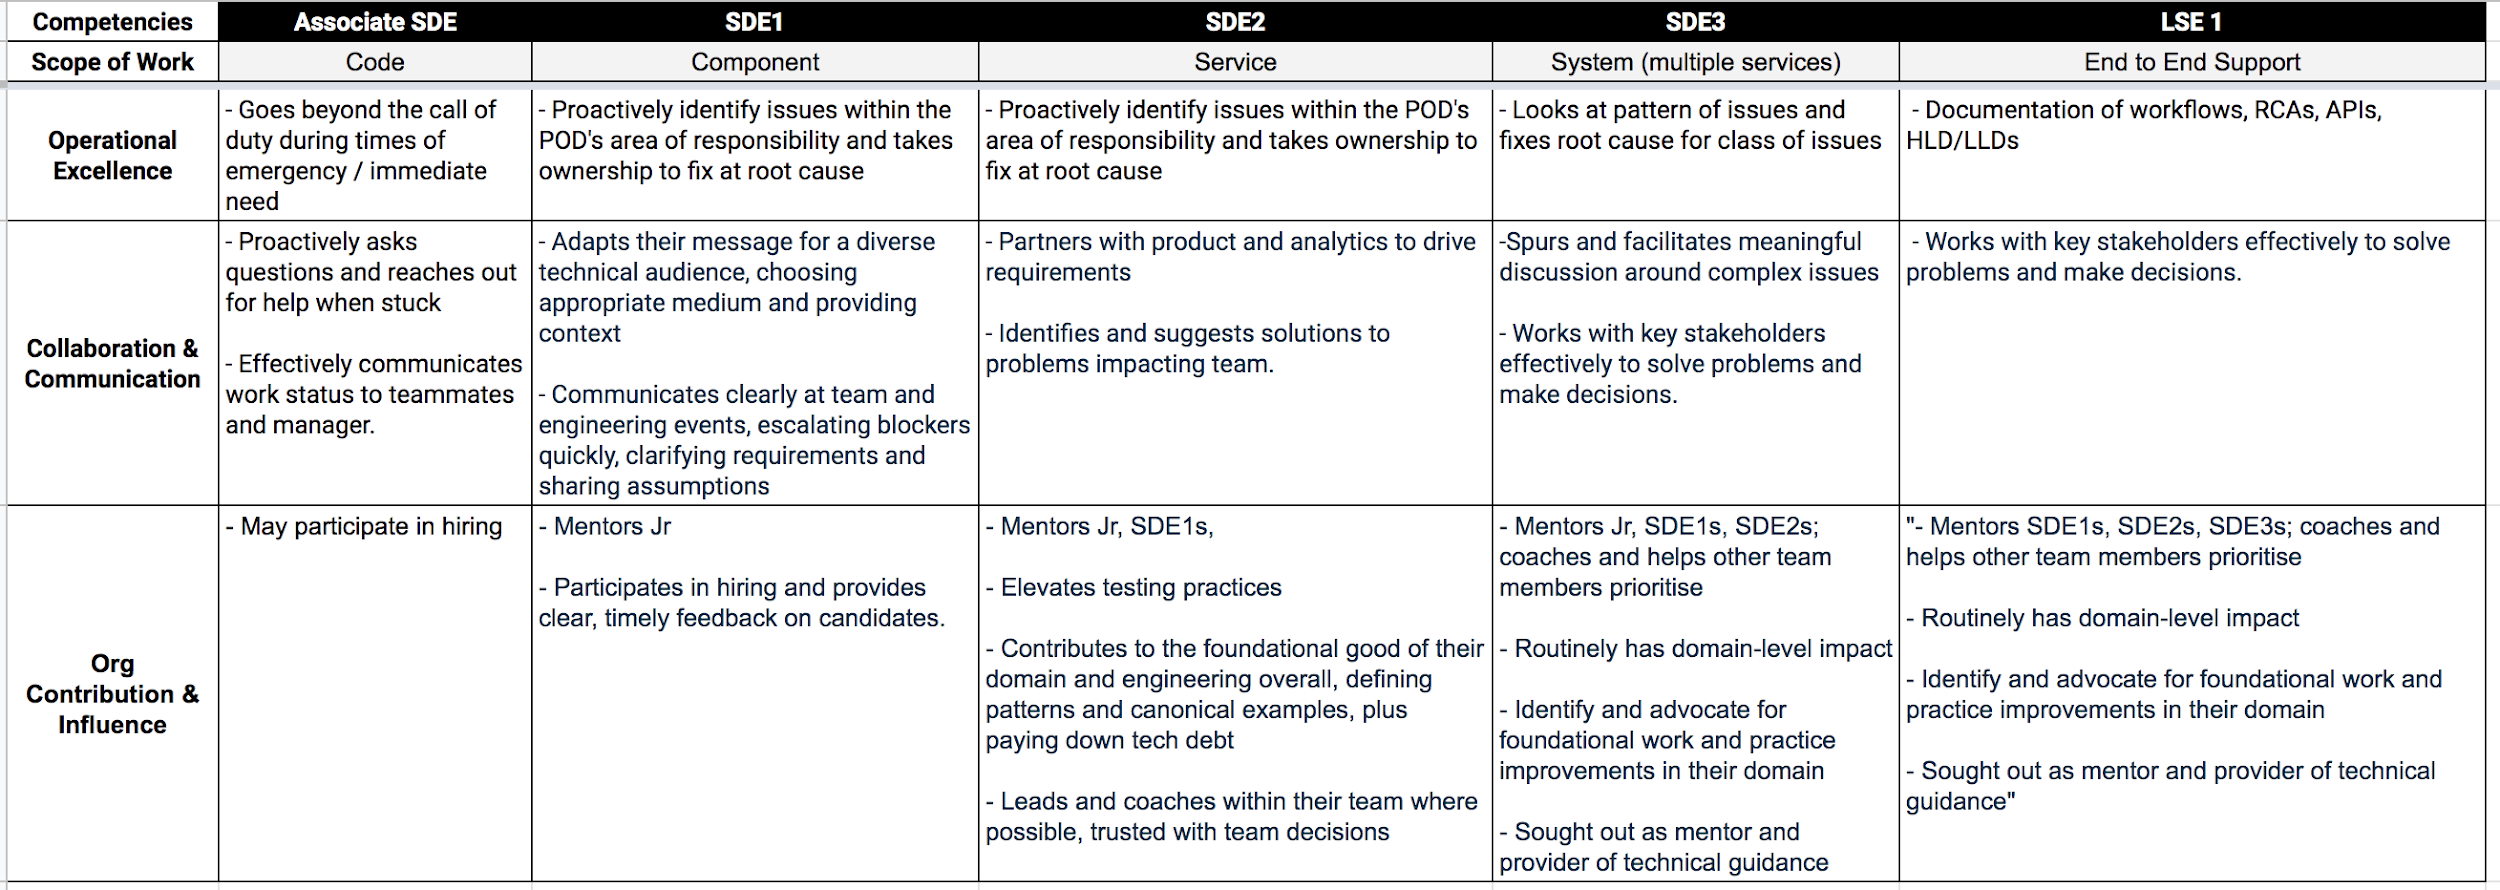 Competencies
Associate SDE
SDE1
SDE2
SDE3
LSE 1
Scope of Work
Code
Component
Service
System (multiple services)
End to End Support
Operational
Excellence
- Goes beyond the call of
duty during times of
emergency / immediate
need
- Proactively identify issues within the
POD's area of responsibility and takes
ownership to fix at root cause
- Proactively identify issues within the POD's
area of responsibility and takes ownership to
fix at root cause
- Looks at pattern of issues and
fixes root cause for class of issues
- Documentation of workflows, RCAs, APIs,
HLD/LLDs
Collaboration &
Communication
- Proactively asks
questions and reaches out
for help when stuck
- Effectively communicates
work status to teammates
and manager.
- Adapts their message for a diverse
technical audience, choosing
appropriate medium and providing
context
- Communicates clearly at team and
engineering events, escalating blockers
quickly, clarifying requirements and
sharing assumptions
- Partners with product and analytics to drive
requirements
- Identifies and suggests solutions to
problems impacting team.
-Spurs and facilitates meaningful
discussion around complex issues
- Works with key stakeholders
effectively to solve problems and
make decisions.
- Works with key stakeholders effectively to solve
problems and make decisions.
Org
Contribution &
Influence
- May participate in hiring
- Mentors Jr
- Participates in hiring and provides
clear, timely feedback on candidates.
- Mentors Jr, SDE1s,
- Elevates testing practices
- Contributes to the foundational good of their
domain and engineering overall, defining
patterns and canonical examples, plus
paying down tech debt
- Leads and coaches within their team where
possible, trusted with team decisions
- Mentors Jr, SDE1s, SDE2s;
coaches and helps other team
members prioritise
- Routinely has domain-level impact
- Identify and advocate for
foundational work and practice
improvements in their domain
- Sought out as mentor and
provider of technical guidance
"- Mentors SDE1s, SDE2s, SDE3s; coaches and
helps other team members prioritise
- Routinely has domain-level impact
- Identify and advocate for foundational work and
practice improvements in their domain
- Sought out as mentor and provider of technical
guidance"